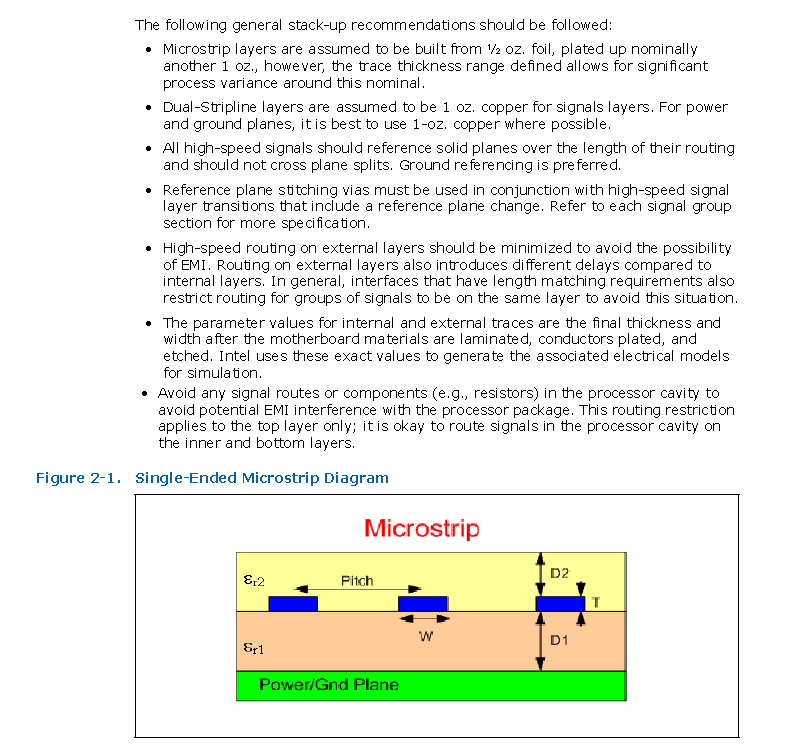 The following general stack-up recommendations should be followed:
• Microstrip layers are assumed to be built from ½ oz. foil, plated up nominally
another 1 oz., however, the trace thickness range defined allows for significant
process variance around this nominal.
• Dual-Stripline layers are assumed to be 1 oz. copper for signals layers. For power
and ground planes, it is best to use 1-oz. copper where possible.
• All high-speed signals should reference solid planes over the length of their routing
and should not cross plane splits. Ground referencing is preferred.
• Reference plane stitching vias must be used in conjunction with high-speed signal
layer transitions that include a reference plane change. Refer to each signal group
section for more specification.
• High-speed routing on external layers should be minimized to avoid the possibility
of EMI. Routing on external layers also introduces different delays compared to
internal layers. In general, interfaces that have length matching requirements also
restrict routing for groups of signals to be on the same layer to avoid this situation.
• The parameter values for internal and external traces are the final thickness and
width after the motherboard materials are laminated, conductors plated, and
etched. Intel uses these exact values to generate the associated electrical models
for simulation.
• Avoid any signal routes or components (e.g., resistors) in the processor cavity to
avoid potential EMI interference with the processor package. This routing restriction
applies to the top layer only; it is okay to route signals in the processor cavity on
the inner and bottom layers.
Figure 2-1. Single-Ended Microstrip Diagram
Microstrip
εr2
Pitch
D2
T
W
εr1
D1
Power/Gnd Plane